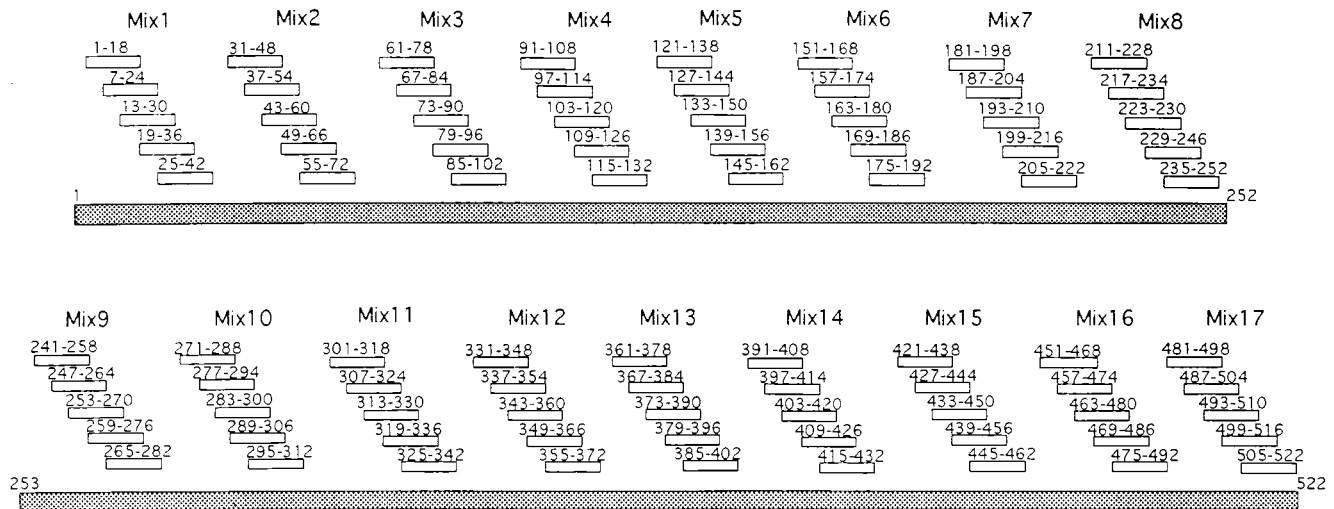 Mix1 Mix2 Mix3 Mix4 Mix5 Mix6 Mix7 Mix8
1-18 31-48 61-78 91-108 121-138 151-168 181-198 211-228
7-24 37-54 67-84 97-114 127-144 157-174 187-204 217-234
13-30 43-60 73-90 103-120 133-150 163-180 193-210 223-230
19-36 49-66 79-96 109-126 139-156 169-186 199-216 229-246
25-42 55-72 85-102 115-132 145-162 175-192 205-222 235-252
1 252
Mix9 Mix10 Mix11 Mix12 Mix13 Mix14 Mix15 Mix16 Mix17
241-258 271-288 301-318 331-348 361-378 391-408 421-438 451-468 481-498
247-264 277-294 307-324 337-354 367-384 397-414 427-444 457-474 487-504
253-270 283-300 313-330 343-360 373-390 403-420 433-450 463-480 493-510
259-276 289-306 319-336 349-366 379-396 409-426 439-456 469-486 499-516
265-282 295-312 325-342 355-372 385-402 415-432 445-462 475-492 505-522
253 522